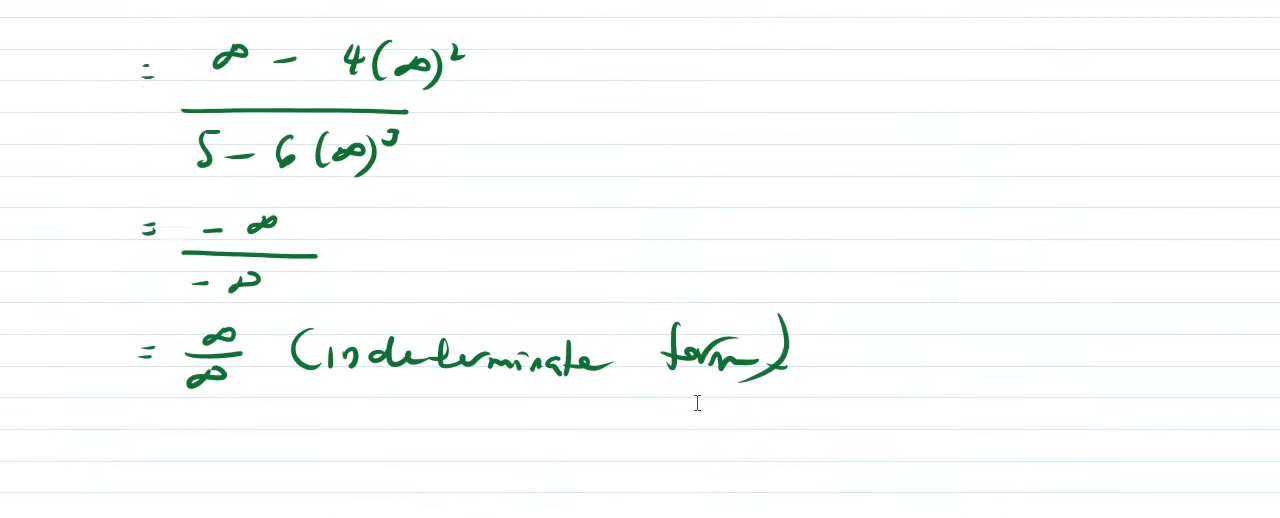 = ∞ - 4(∞)²
5 - 6(∞)³
= -∞
-∞
= ∞
∞ (indeterminate form)